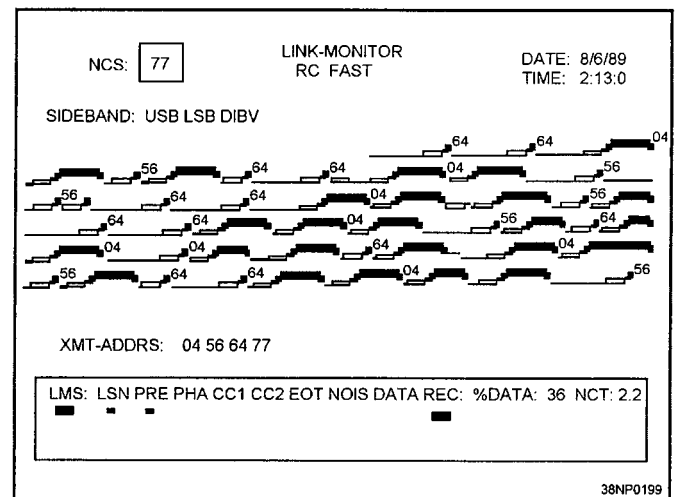 LINK-MONITOR
NCS: 77 RC FAST DATE: 8/6/89
TIME: 2:13:0
SIDEBAND: USB LSB DIBV
64 64 04
56 64 64 04 56
56 64 64 04 56
64 64 04 56 64
04 04 64 04
56 64 64 04 56
XMT-ADDRS: 04 56 64 77
LMS: LSN PRE PHA CC1 CC2 EOT NOIS DATA REC: %DATA: 36 NCT: 2.2
38NP0199